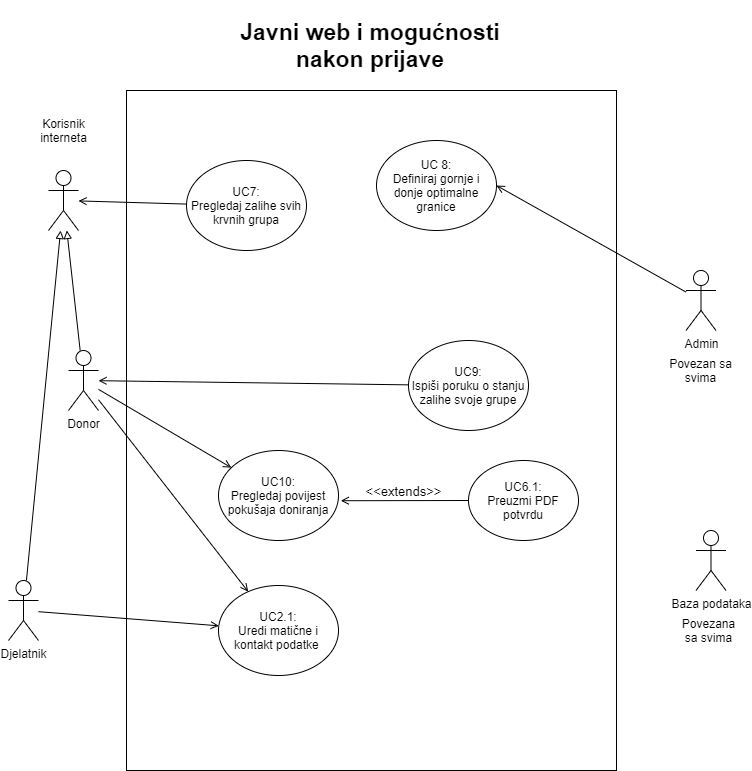 Javni web i mogućnosti
nakon prijave
Korisnik
interneta
UC7:
Pregledaj zalihe svih
krvnih grupa
UC 8:
Definiraj gornje i
donje optimalne
granice
Admin
Povezan sa
svima
UC9:
Ispiši poruku o stanju
zalihe svoje grupe
Donor
UC10:
Pregledaj povijest
pokušaja doniranja
<<extends>>
UC6.1:
Preuzmi PDF
potvrdu
Baza podataka
Povezana
sa svima
UC2.1:
Uredi matične i
kontakt podatke
Djelatnik